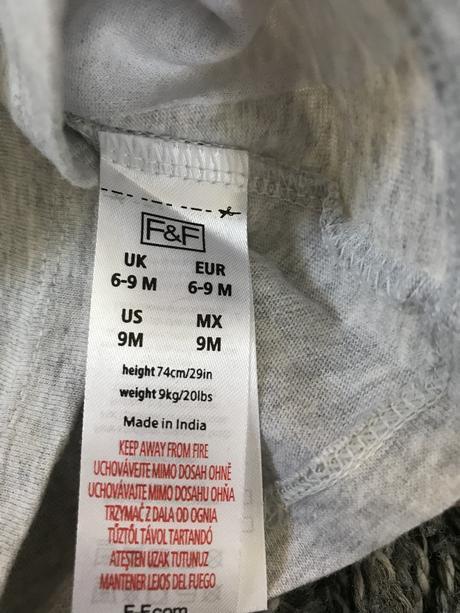 F&F
UK EUR
6-9 M 6-9 M
US MX
9M 9M
height 74cm/29in
weight 9kg/20lbs
Made in India
KEEP AWAY FROM FIRE
UCHOVÁVEJTE MIMO DOSAH OHNĚ
UCHOVÁVAJTE MIMO DOSAHU OHŇA
TRZYMAĆ Z DALA OD OGNIA
TŰZTŐL TÁVOL TARTANDÓ
ATEŞTEN UZAK TUTUNUZ
MANTENER LEJOS DEL FUEGO